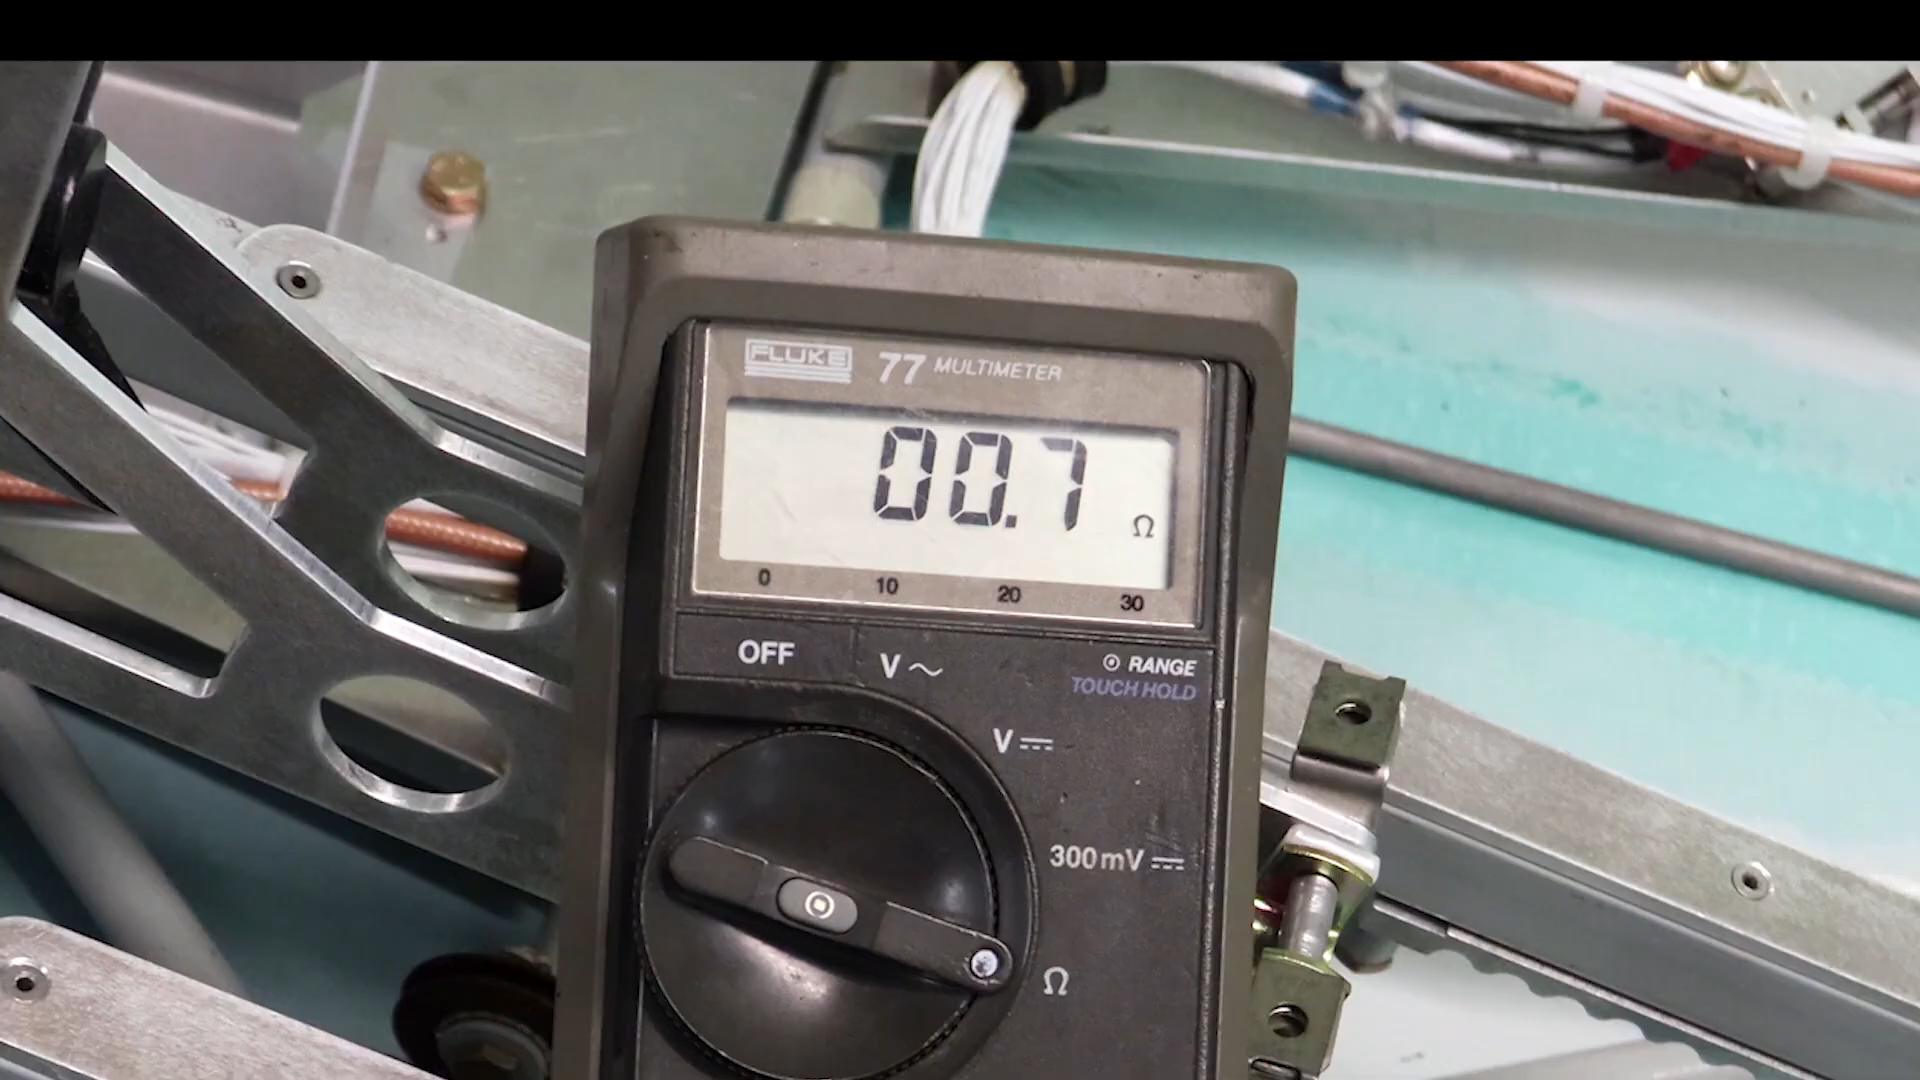 FLUKE 77 MULTIMETER
00.7 Ω
0 10 20 30
OFF V~ ⊙ RANGE
TOUCH HOLD
V⎓
300mV⎓
Ω